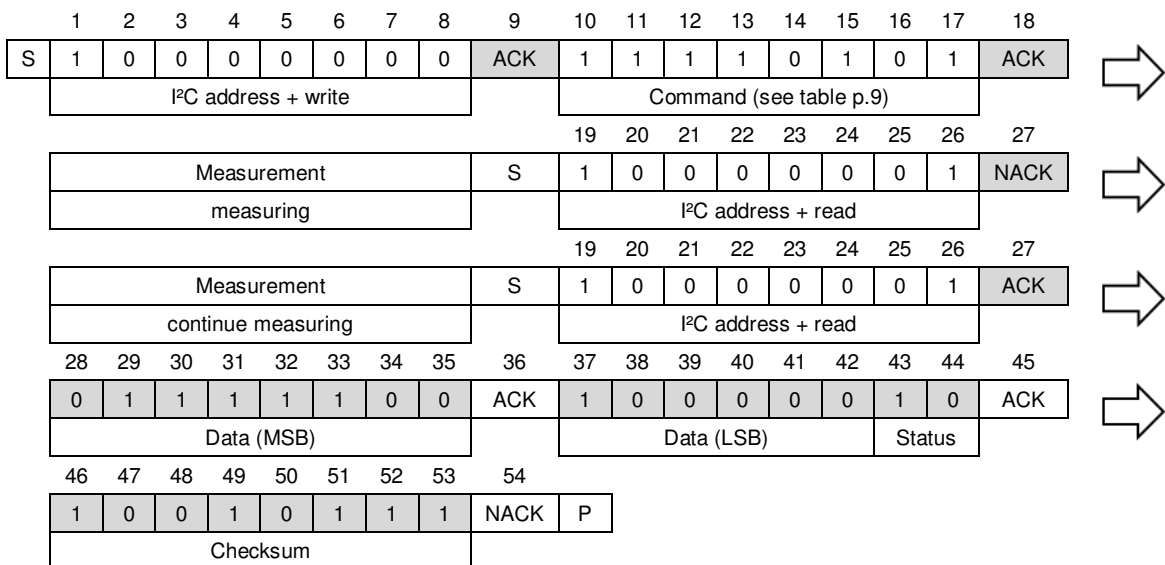 1 2 3 4 5 6 7 8 9 10 11 12 13 14 15 16 17 18
S 1 0 0 0 0 0 0 0 ACK 1 1 1 1 0 1 0 1 ACK
I²C address + write Command (see table p.9)
19 20 21 22 23 24 25 26 27
Measurement S 1 0 0 0 0 0 0 1 NACK
measuring I²C address + read
19 20 21 22 23 24 25 26 27
Measurement S 1 0 0 0 0 0 0 1 ACK
continue measuring I²C address + read
28 29 30 31 32 33 34 35 36 37 38 39 40 41 42 43 44 45
0 1 1 1 1 1 0 0 ACK 1 0 0 0 0 0 1 0 ACK
Data (MSB) Data (LSB) Status
46 47 48 49 50 51 52 53 54
1 0 0 1 0 1 1 1 NACK P
Checksum